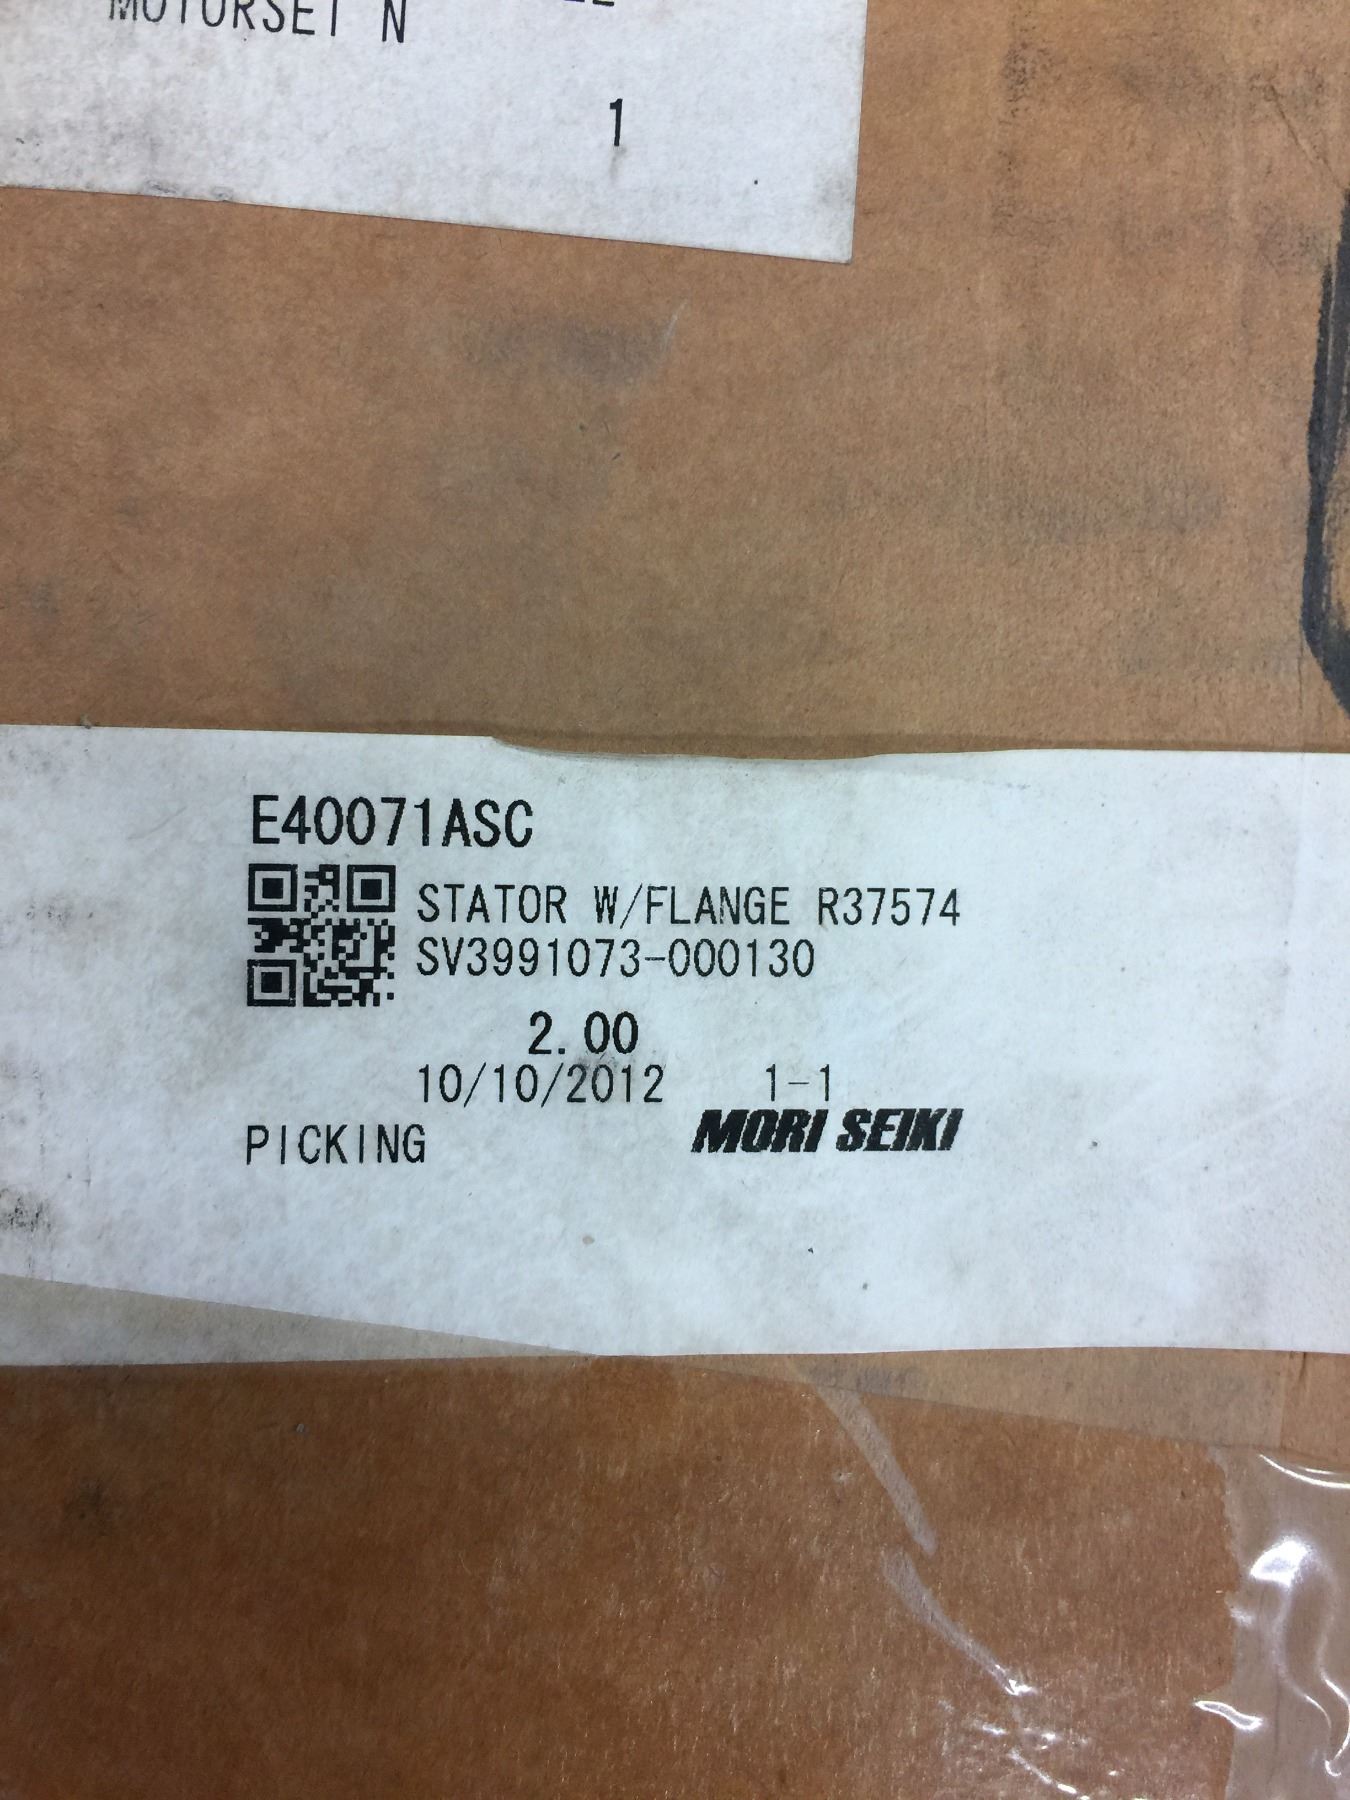 MOTORSET N
1
E40071ASC
STATOR W/FLANGE R37574
SV3991073-000130
2.00
10/10/2012 1-1
PICKING MORI SEIKI